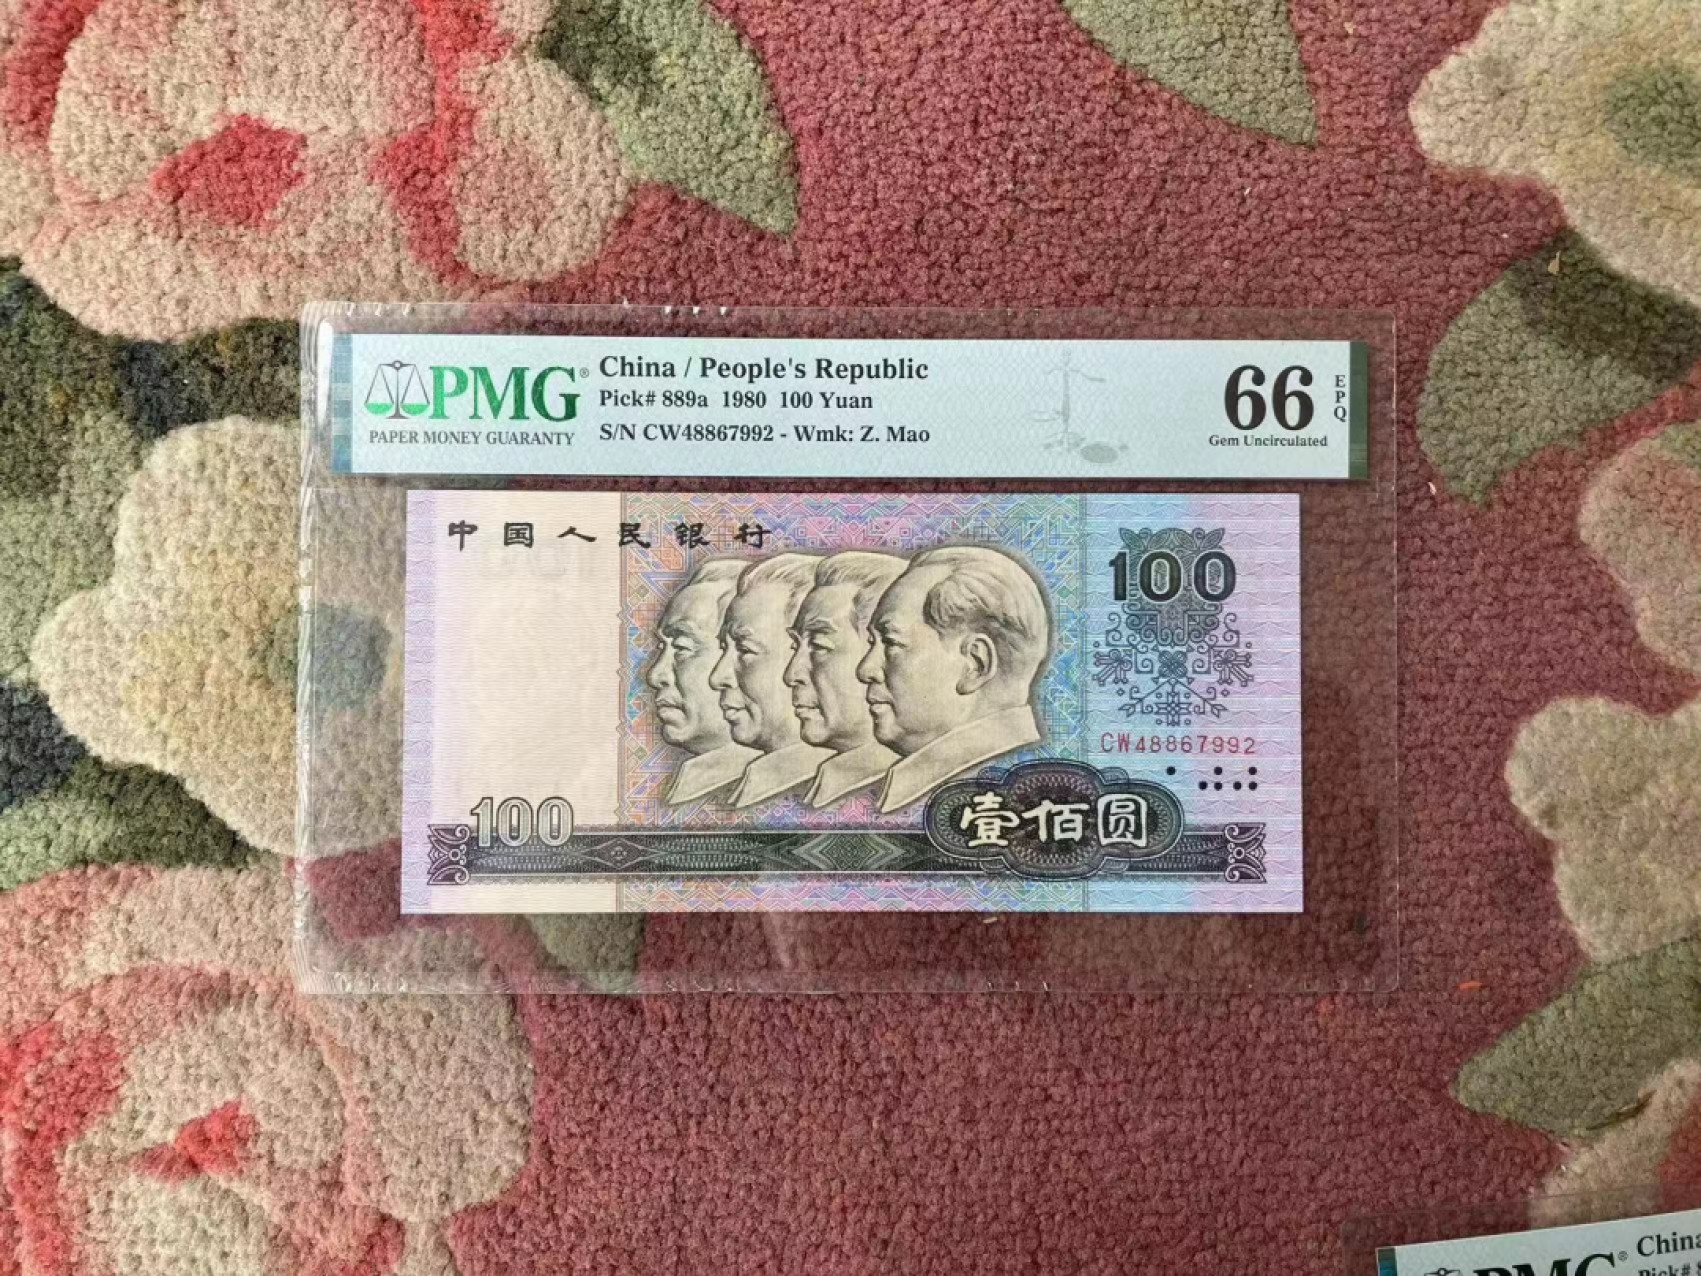 PMG®
PAPER MONEY GUARANTY
China / People's Republic
Pick# 889a 1980 100 Yuan
S/N CW48867992 - Wmk: Z. Mao
66 EPQ
Gem Uncirculated
中国人民银行
100
CW48867992
100
壹佰圆
PMG®
China
Pick#